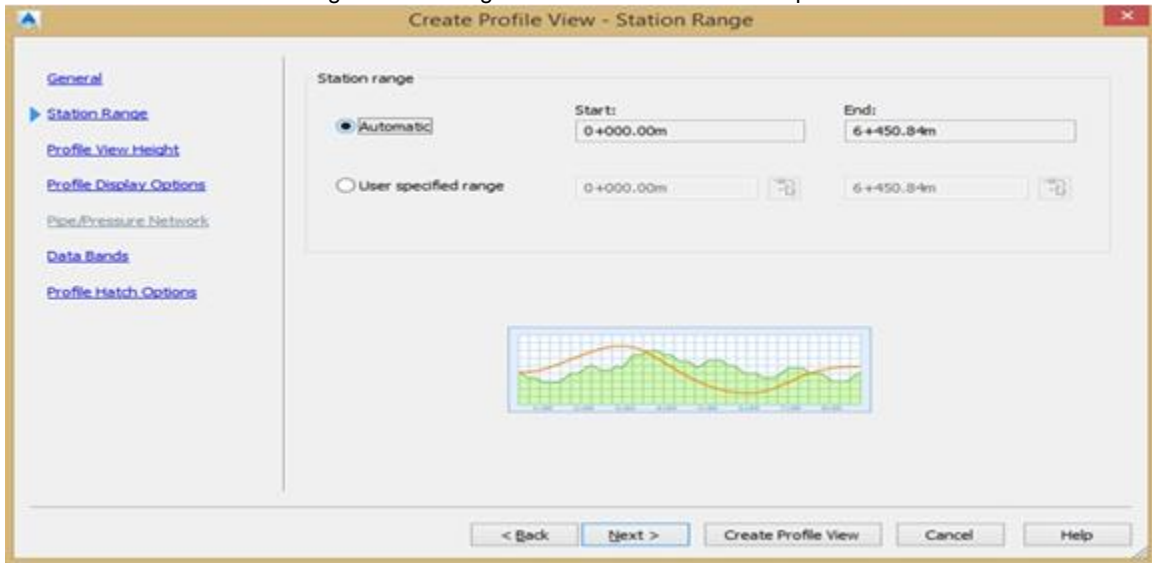 Create Profile View - Station Range
General
Station Range
Profile View Height
Profile Display Options
Pipe/Pressure Network
Data Bands
Profile Hatch Options
Station range
Start: End:
Automatic 0+000.00m 6+450.84m
User specified range 0+000.00m 6+450.84m
< Back Next > Create Profile View Cancel Help